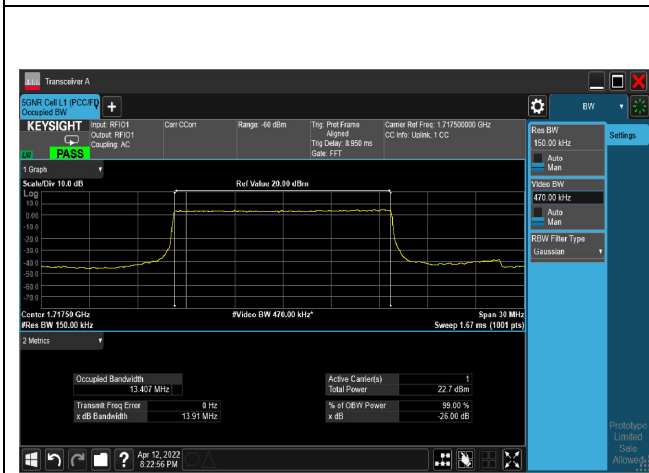 Transceiver A
5GNR Cell L1 (PCC/FD
Occupied BW
KEYSIGHT
Input: RFIO1
Output: RFIO1
Coupling: AC
Corr CCorr
Range: -60 dBm
Trig: Prot Frame
Aligned
Trig Delay: 8.950 ms
Gate: FFT
Carrier Ref Freq: 1.717500000 GHz
CC Info: Uplink, 1 CC
PASS
1 Graph
Scale/Div 10.0 dB
Ref Value 20.00 dBm
Log
10.0
0.00
-10.0
-20.0
-30.0
-40.0
-50.0
-60.0
-70.0
Center 1.71750 GHz
#Video BW 470.00 kHz*
Span 30 MHz
#Res BW 150.00 kHz
Sweep 1.67 ms (1001 pts)
2 Metrics
Occupied Bandwidth
13.407 MHz
Active Carrier(s) 1
Total Power 22.7 dBm
Transmit Freq Error 0 Hz
x dB Bandwidth 13.91 MHz
% of OBW Power 99.00 %
x dB -26.00 dB
BW
Settings
Res BW
150.00 kHz
Auto
Man
Video BW
470.00 kHz
Auto
Man
RBW Filter Type
Gaussian
Prototype
Limited
Sale
Allowed
?
Apr 12, 2022
8:22:56 PM